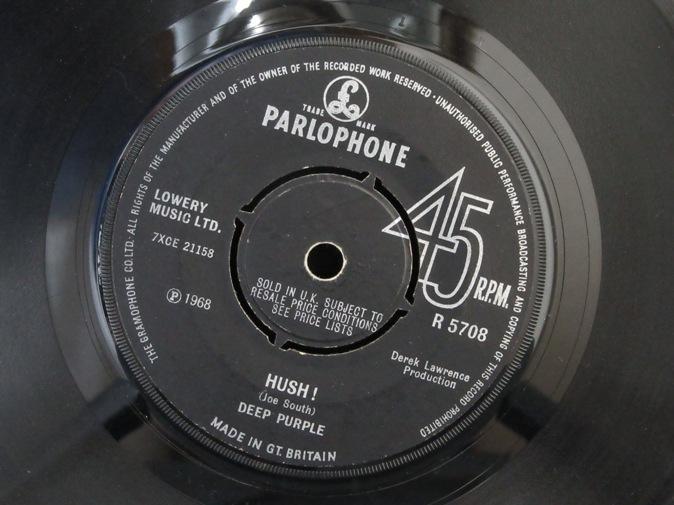 THE GRAMOPHONE CO. LTD. ALL RIGHTS OF THE MANUFACTURER AND OF THE OWNER OF THE RECORDED WORK RESERVED · UNAUTHORISED PUBLIC PERFORMANCE BROADCASTING AND COPYING OF THIS RECORD PROHIBITED
£
TRADE MARK
PARLOPHONE
LOWERY
MUSIC LTD.
7XCE 21158
Ⓟ 1968
45
R.P.M.
R 5708
SOLD IN U.K. SUBJECT TO
RESALE PRICE CONDITIONS
SEE PRICE LISTS
Derek Lawrence
Production
HUSH!
(Joe South)
DEEP PURPLE
MADE IN GT. BRITAIN